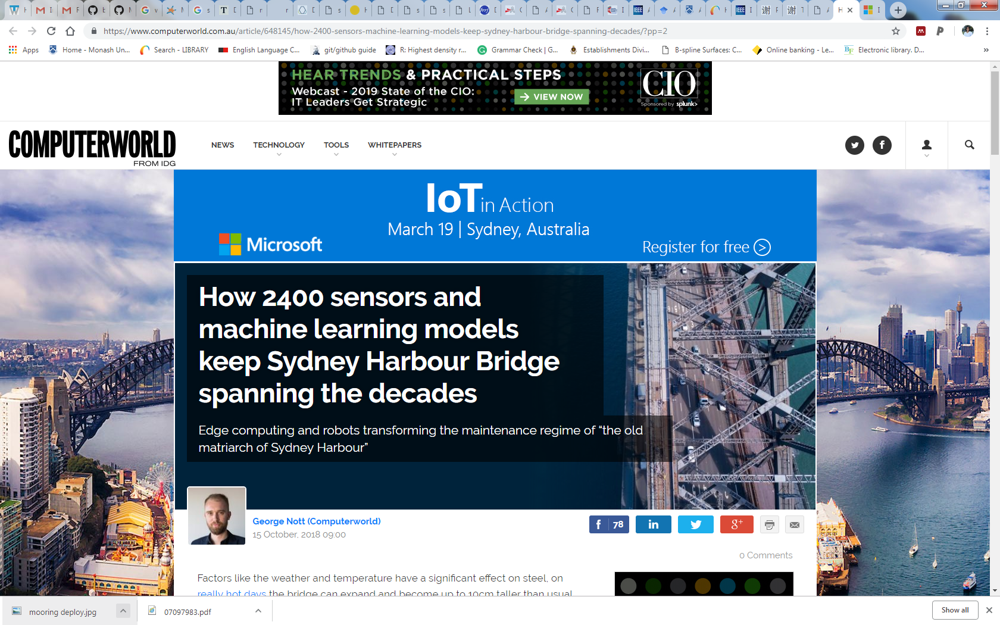 https://www.computerworld.com.au/article/648145/how-2400-sensors-machine-learning-models-keep-sydney-harbour-bridge-spanning-decades/?pp=2
Apps Home - Monash Un... Search - LIBRARY English Language C... git/github guide R: Highest density r... Grammar Check | G... Establishments Divi... B-spline Surfaces: C... Online banking - Le... Electronic library. D... »
HEAR TRENDS & PRACTICAL STEPS
Webcast - 2019 State of the CIO:
IT Leaders Get Strategic
→ VIEW NOW
CIO
Sponsored by splunk>
COMPUTERWORLD
FROM IDG
NEWS TECHNOLOGY TOOLS WHITEPAPERS
IoT in Action
March 19 | Sydney, Australia
Microsoft
Register for free >
How 2400 sensors and
machine learning models
keep Sydney Harbour Bridge
spanning the decades
Edge computing and robots transforming the maintenance regime of “the old
matriarch of Sydney Harbour”
George Nott (Computerworld)
15 October, 2018 09:00
f 78 in g+
0 Comments
Factors like the weather and temperature have a significant effect on steel, on
really hot days the bridge can expand and become up to 10cm taller than usual
mooring deploy.jpg 07097983.pdf Show all